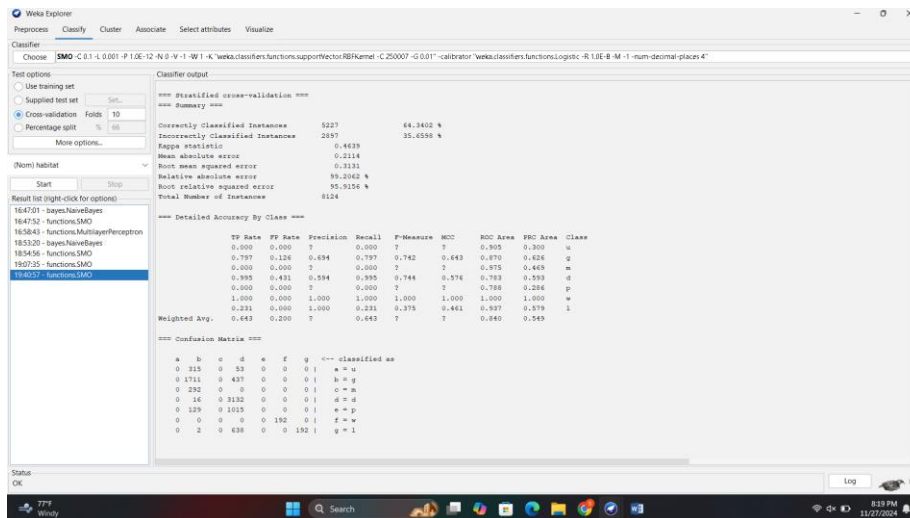 Weka Explorer
Preprocess Classify Cluster Associate Select attributes Visualize
Classifier
Choose SMO -C 0.1 -L 0.001 -P 1.0E-12 -N 0 -V -1 -W 1 -K "weka.classifiers.functions.supportVector.RBFKernel -C 250007 -G 0.01" -calibrator "weka.classifiers.functions.Logistic -R 1.0E-8 -M -1 -num-decimal-places 4"
Test options
Use training set
Supplied test set Set...
Cross-validation Folds 10
Percentage split % 66
More options...
(Nom) habitat
Start Stop
Result list (right-click for options)
16:47:01 - bayes.NaiveBayes
16:47:52 - functions.SMO
16:58:43 - functions.MultilayerPerceptron
18:53:20 - bayes.NaiveBayes
18:54:56 - functions.SMO
19:07:35 - functions.SMO
19:40:57 - functions.SMO
Classifier output
=== Stratified cross-validation ===
=== Summary ===
Correctly Classified Instances 5227 64.3402 %
Incorrectly Classified Instances 2897 35.6598 %
Kappa statistic 0.4639
Mean absolute error 0.2114
Root mean squared error 0.3131
Relative absolute error 99.2062 %
Root relative squared error 95.9156 %
Total Number of Instances 8124
=== Detailed Accuracy By Class ===
TP Rate FP Rate Precision Recall F-Measure MCC ROC Area PRC Area Class
0.000 0.000 ? 0.000 ? ? 0.905 0.300 u
0.797 0.126 0.694 0.797 0.742 0.643 0.870 0.626 g
0.000 0.000 ? 0.000 ? ? 0.975 0.469 m
0.995 0.431 0.594 0.995 0.744 0.576 0.783 0.593 d
0.000 0.000 ? 0.000 ? ? 0.788 0.286 p
1.000 0.000 1.000 1.000 1.000 1.000 1.000 1.000 w
0.231 0.000 1.000 0.231 0.375 0.461 0.937 0.579 l
Weighted Avg. 0.643 0.200 ? 0.643 ? ? 0.840 0.549
=== Confusion Matrix ===
a b c d e f g <-- classified as
0 315 0 53 0 0 0 | a = u
0 1711 0 437 0 0 0 | b = g
0 292 0 0 0 0 0 | c = m
0 16 0 3132 0 0 0 | d = d
0 129 0 1015 0 0 0 | e = p
0 0 0 0 0 192 0 | f = w
0 2 0 638 0 0 192 | g = l
Status
OK
Log
77°F
Windy
Search
8:19 PM
11/27/2024